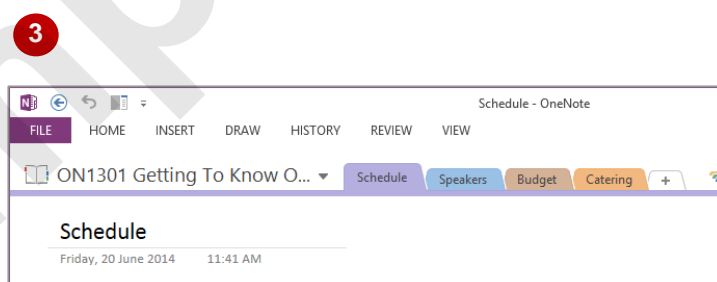 3
Schedule - OneNote
FILE HOME INSERT DRAW HISTORY REVIEW VIEW
ON1301 Getting To Know O... Schedule Speakers Budget Catering +
Schedule
Friday, 20 June 2014 11:41 AM